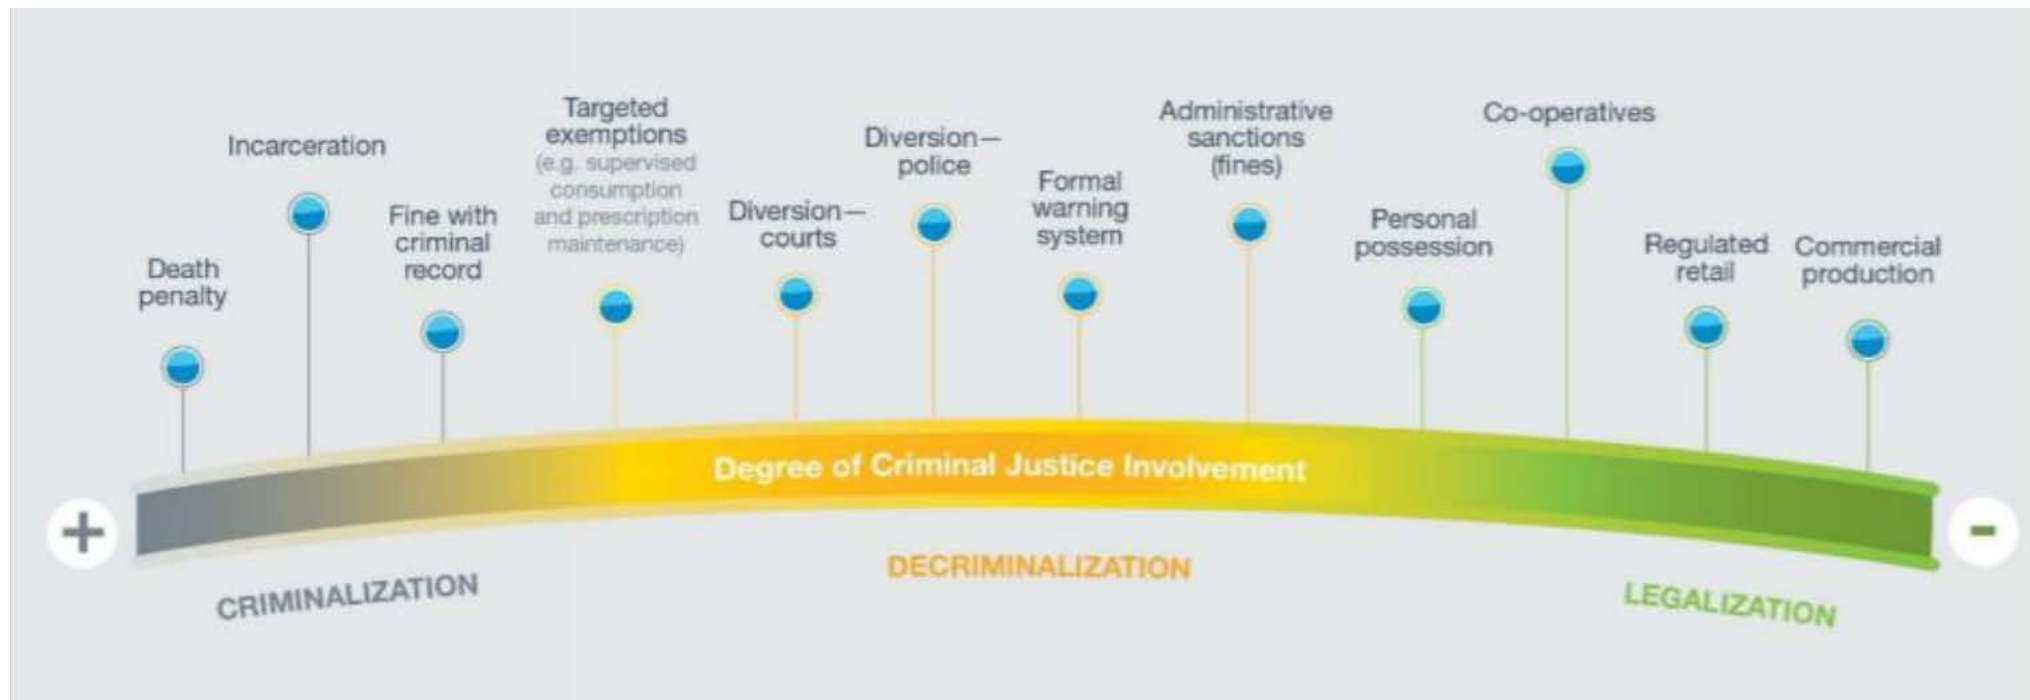 Death
penalty
Incarceration
Fine with
criminal
record
Targeted
exemptions
(e.g. supervised
consumption
and prescription
maintenance)
Diversion—
courts
Diversion—
police
Formal
warning
system
Administrative
sanctions
(fines)
Personal
possession
Co-operatives
Regulated
retail
Commercial
production
Degree of Criminal Justice Involvement
+
-
CRIMINALIZATION
DECRIMINALIZATION
LEGALIZATION